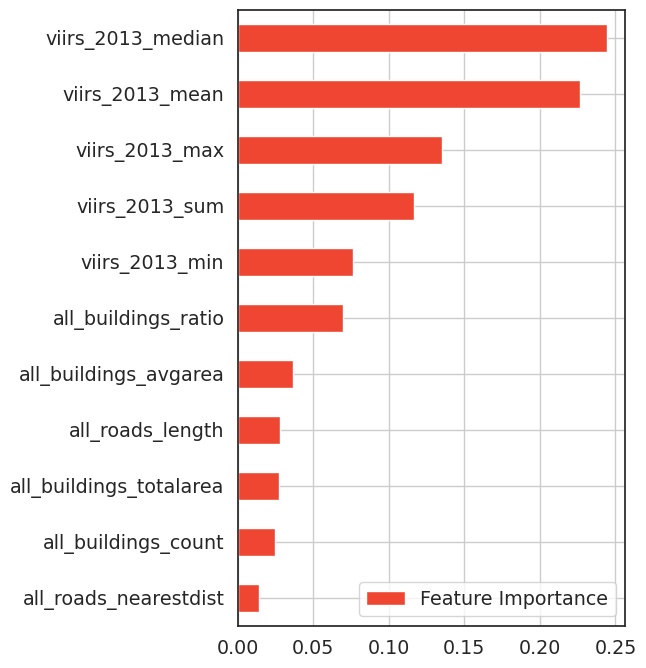 viirs_2013_median
viirs_2013_mean
viirs_2013_max
viirs_2013_sum
viirs_2013_min
all_buildings_ratio
all_buildings_avgarea
all_roads_length
all_buildings_totalarea
all_buildings_count
all_roads_nearestdist
Feature Importance
0.00 0.05 0.10 0.15 0.20 0.25